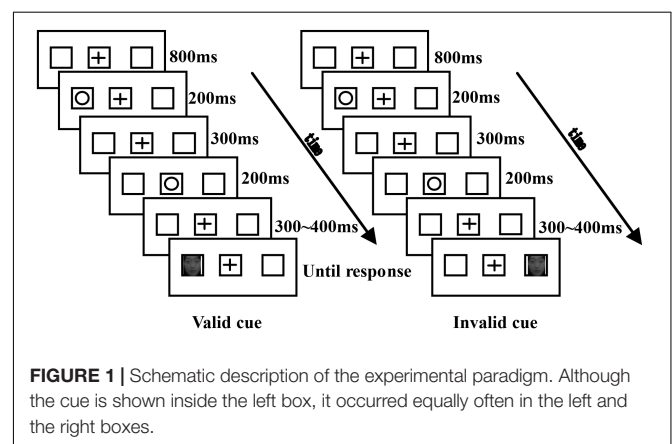 800ms
200ms
300ms
200ms
300~400ms
Until response
time
Valid cue
800ms
200ms
300ms
200ms
300~400ms
time
Invalid cue
FIGURE 1 | Schematic description of the experimental paradigm. Although
the cue is shown inside the left box, it occurred equally often in the left and
the right boxes.